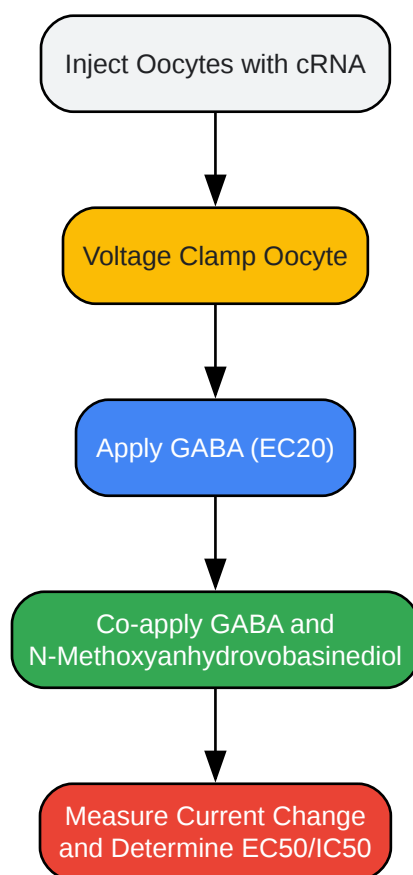 Inject Oocytes with cRNA
Voltage Clamp Oocyte
Apply GABA (EC20)
Co-apply GABA and
N-Methoxyanhydrovobasinediol
Measure Current Change
and Determine EC50/IC50